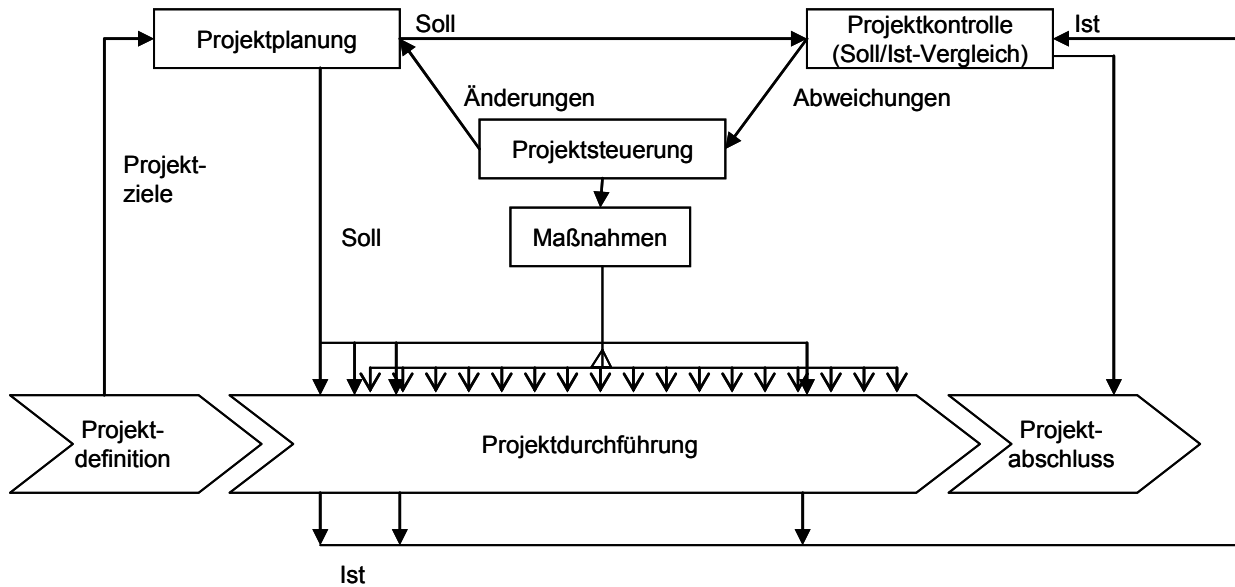 Soll
Projektplanung
Projektkontrolle
(Soll/Ist-Vergleich)
Ist
Änderungen
Abweichungen
Projektsteuerung
Projekt-
ziele
Soll
Maßnahmen
Projekt-
definition
Projektdurchführung
Projekt-
abschluss
Ist